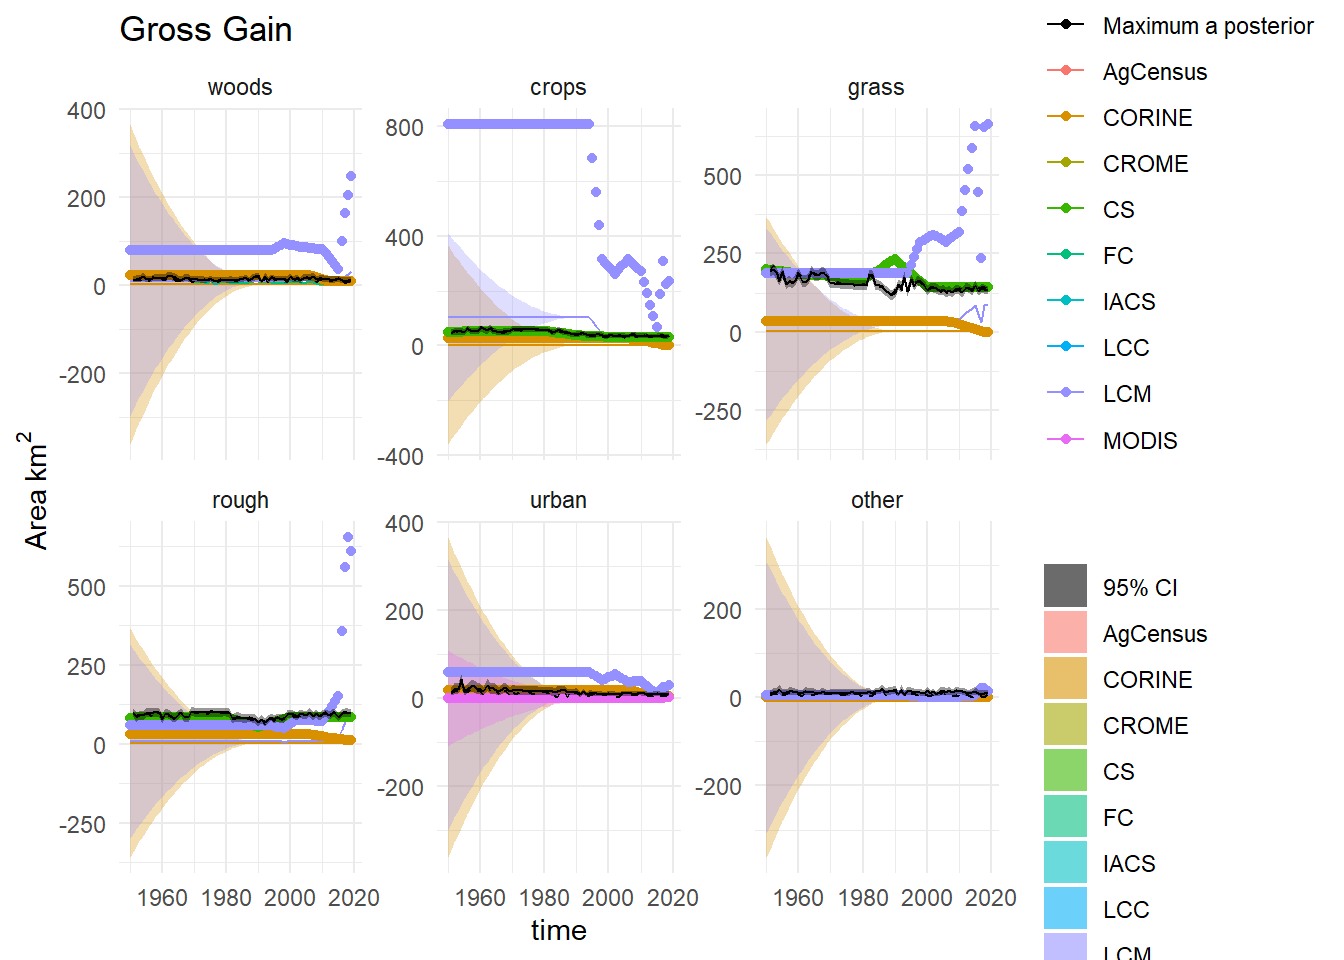 Gross Gain
woods
crops
grass
400
200
0
-200
800
400
0
-400
500
250
0
-250
rough
urban
other
500
250
0
-250
400
200
0
-200
200
0
-200
1960 1980 2000 2020
1960 1980 2000 2020
1960 1980 2000 2020
time
Area km2
Maximum a posterior
AgCensus
CORINE
CROME
CS
FC
IACS
LCC
LCM
MODIS
95% CI
AgCensus
CORINE
CROME
CS
FC
IACS
LCC
LCM